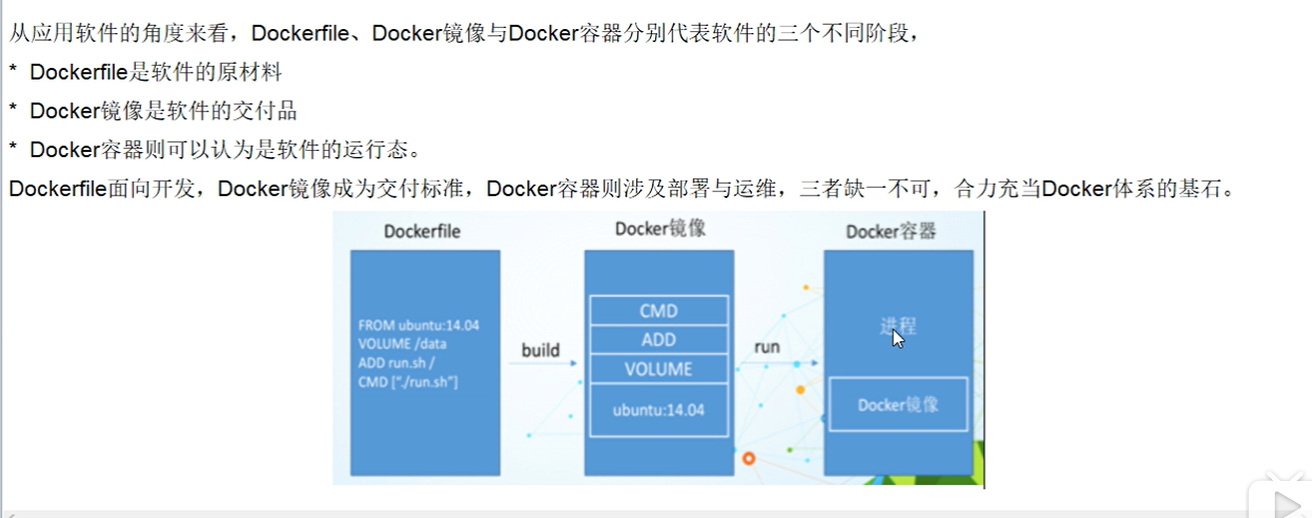 从应用软件的角度来看，Dockerfile、Docker镜像与Docker容器分别代表软件的三个不同阶段，
* Dockerfile是软件的原材料
* Docker镜像是软件的交付品
* Docker容器则可以认为是软件的运行态。
Dockerfile面向开发，Docker镜像成为交付标准，Docker容器则涉及部署与运维，三者缺一不可，合力充当Docker体系的基石。
Dockerfile
FROM ubuntu:14.04
VOLUME /data
ADD run.sh /
CMD ["./run.sh"]
build
Docker镜像
CMD
ADD
VOLUME
ubuntu:14.04
run
Docker容器
进程
Docker镜像